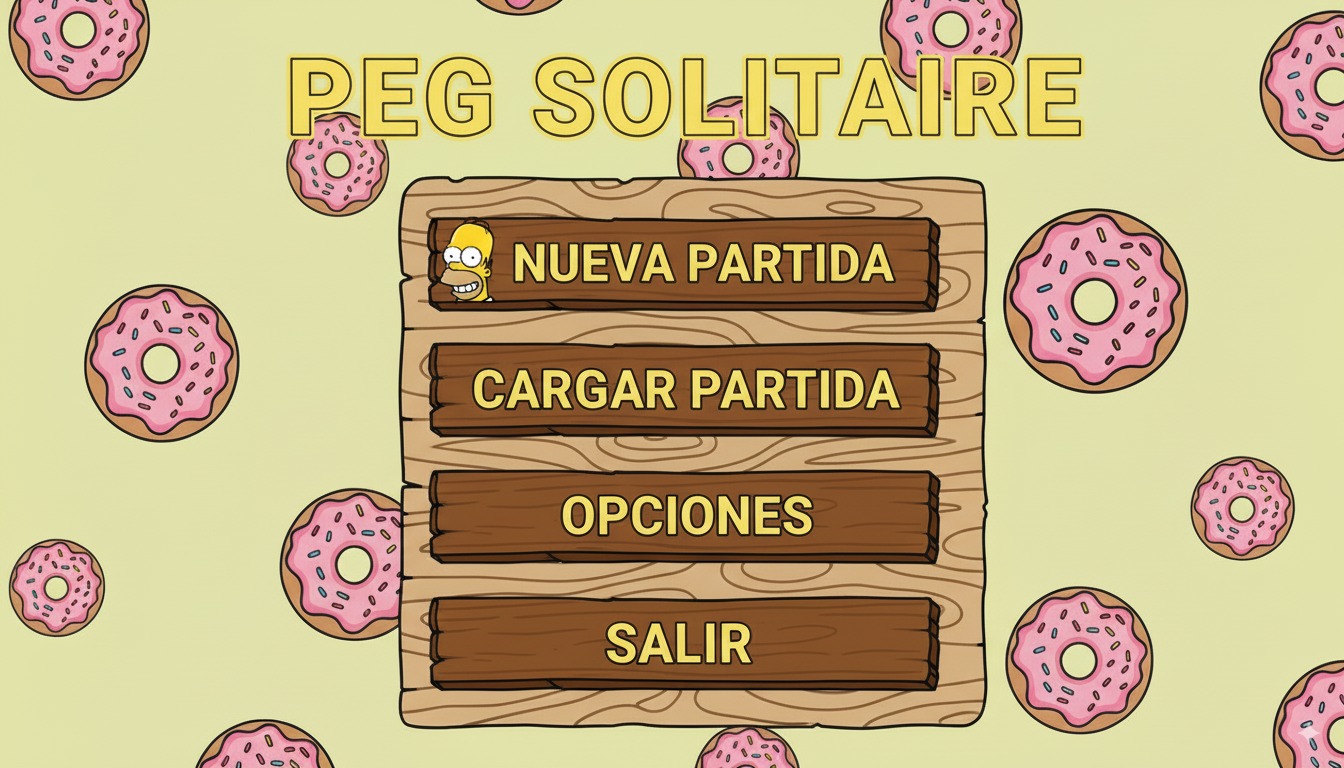 PEG SOLITAIRE
NUEVA PARTIDA
CARGAR PARTIDA
OPCIONES
SALIR